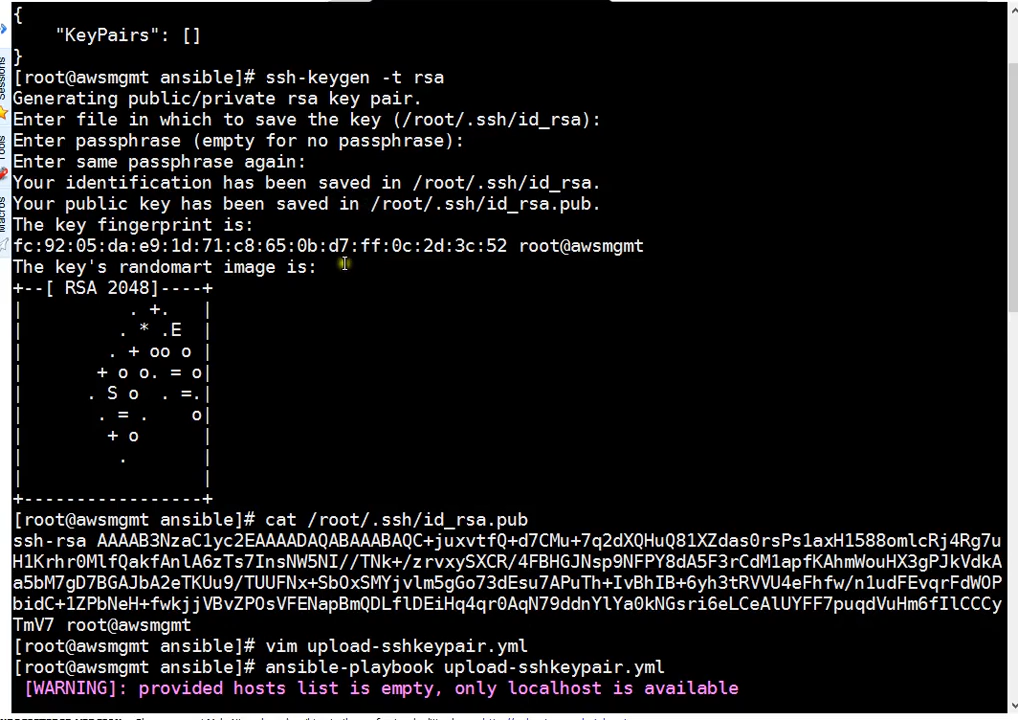 {
    "KeyPairs": []
}
[root@awsmgmt ansible]# ssh-keygen -t rsa
Generating public/private rsa key pair.
Enter file in which to save the key (/root/.ssh/id_rsa):
Enter passphrase (empty for no passphrase):
Enter same passphrase again:
Your identification has been saved in /root/.ssh/id_rsa.
Your public key has been saved in /root/.ssh/id_rsa.pub.
The key fingerprint is:
fc:92:05:da:e9:1d:71:c8:65:0b:d7:ff:0c:2d:3c:52 root@awsmgmt
The key's randomart image is:
+--[ RSA 2048]----+
|          . +.   |
|         . * .E  |
|        . + oo o |
|       + o o. = o|
|      . S o  . =.|
|       . = .    o|
|        + o      |
|         .       |
|                 |
+-----------------+
[root@awsmgmt ansible]# cat /root/.ssh/id_rsa.pub
ssh-rsa AAAAB3NzaC1yc2EAAAADAQABAAABAQC+juxvtfQ+d7CMu+7q2dXQHuQ81XZdas0rsPs1axH1588omlcRj4Rg7u
H1Krhr0MlfQakfAnlA6zTs7InsNW5NI//TNk+/zrvxySXCR/4FBHGJNsp9NFPY8dA5F3rCdM1apfKAhmWouHX3gPJkVdkA
a5bM7gD7BGAJbA2eTKUu9/TUUFNx+SbOxSMYjvlm5gGo73dEsu7APuTh+IvBhIB+6yh3tRVVU4eFhfw/n1udFEvqrFdWOP
bidC+1ZPbNeH+fwkjjVBvZPOsVFENapBmQDLflDEiHq4qr0AqN79ddnYlYa0kNGsri6eLCeAlUYFF7puqdVuHm6fIlCCCy
TmV7 root@awsmgmt
[root@awsmgmt ansible]# vim upload-sshkeypair.yml
[root@awsmgmt ansible]# ansible-playbook upload-sshkeypair.yml
 [WARNING]: provided hosts list is empty, only localhost is available
Sessions
Tools
Macros